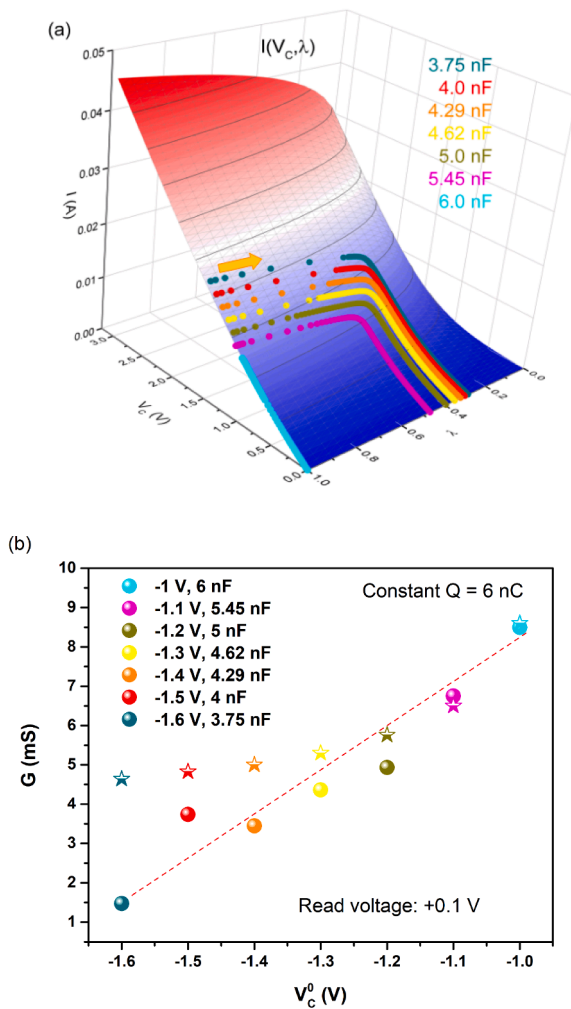 (a)
I(V_C,λ)
3.75 nF
4.0 nF
4.29 nF
4.62 nF
5.0 nF
5.45 nF
6.0 nF
0.05
0.04
0.03
0.02
0.01
0.00
I (A)
3.0
2.5
2.0
1.5
1.0
0.5
0.0
V_C (V)
1.0
0.8
0.6
0.4
0.2
0.0
λ
(b)
10
9
8
7
6
5
4
3
2
1
G (mS)
-1 V, 6 nF
-1.1 V, 5.45 nF
-1.2 V, 5 nF
-1.3 V, 4.62 nF
-1.4 V, 4.29 nF
-1.5 V, 4 nF
-1.6 V, 3.75 nF
Constant Q = 6 nC
Read voltage: +0.1 V
-1.6 -1.5 -1.4 -1.3 -1.2 -1.1 -1.0
V_C^0 (V)